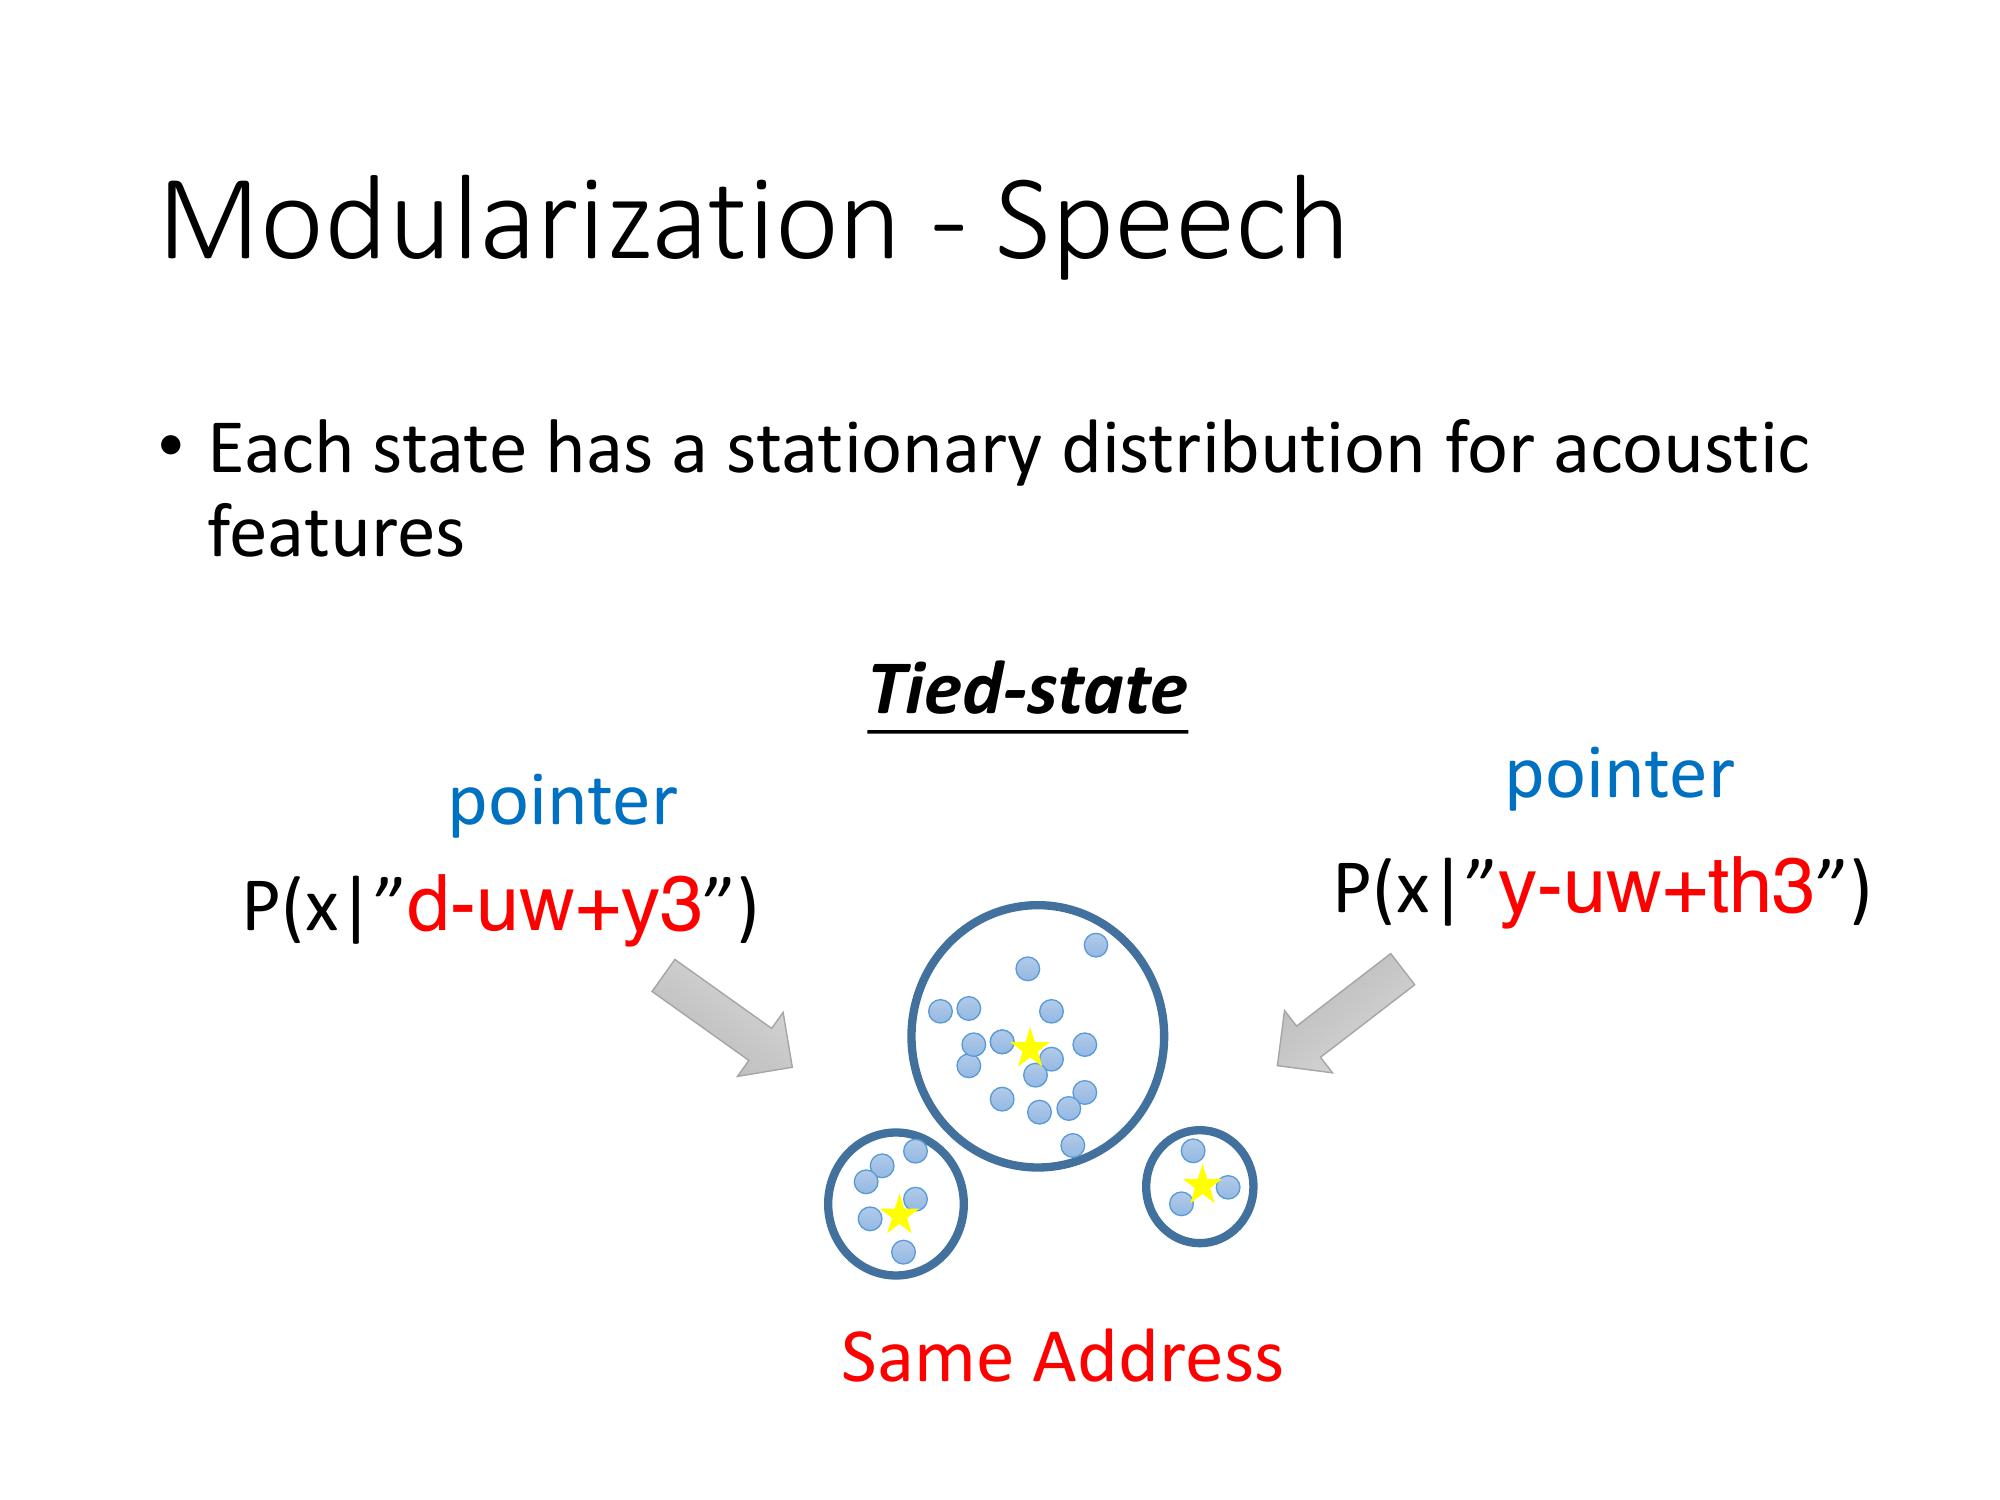 Modularization - Speech
• Each state has a stationary distribution for acoustic
features
Tied-state
pointer
pointer
P(x|”d-uw+y3”)
P(x|”y-uw+th3”)
Same Address